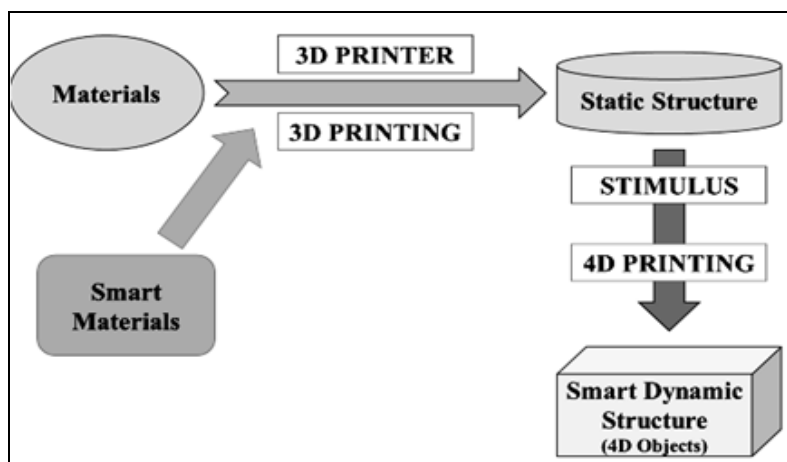 3D PRINTER
Materials
Static Structure
3D PRINTING
STIMULUS
4D PRINTING
Smart
Materials
Smart Dynamic
Structure
(4D Objects)